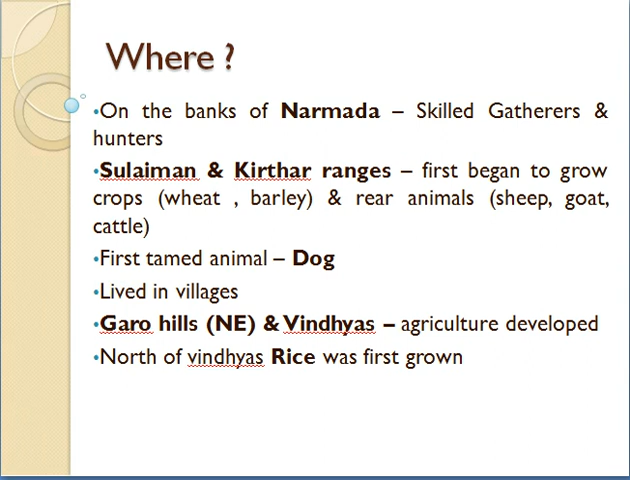 Where ?
•On the banks of Narmada – Skilled Gatherers &
hunters
•Sulaiman & Kirthar ranges – first began to grow
crops (wheat , barley) & rear animals (sheep, goat,
cattle)
•First tamed animal – Dog
•Lived in villages
•Garo hills (NE) & Vindhyas – agriculture developed
•North of vindhyas Rice was first grown